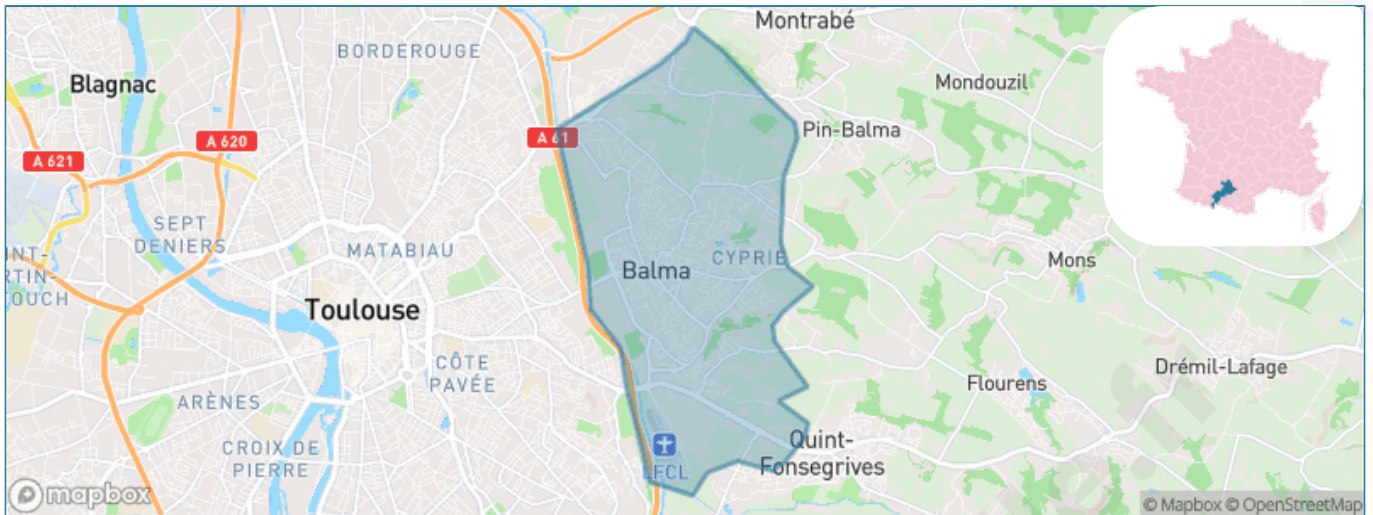 Montrabé
BORDEROUGE
Blagnac
Mondouzil
A 620
A 61
Pin-Balma
A 621
SEPT
DENIERS
MATABIAU
CYPRIE
Mons
Balma
Toulouse
CÔTE
PAVÉE
Drémil-Lafage
Flourens
ARÈNES
CROIX DE
PIERRE
Quint-
Fonsegrives
LFCL
mapbox
© Mapbox © OpenStreetMap